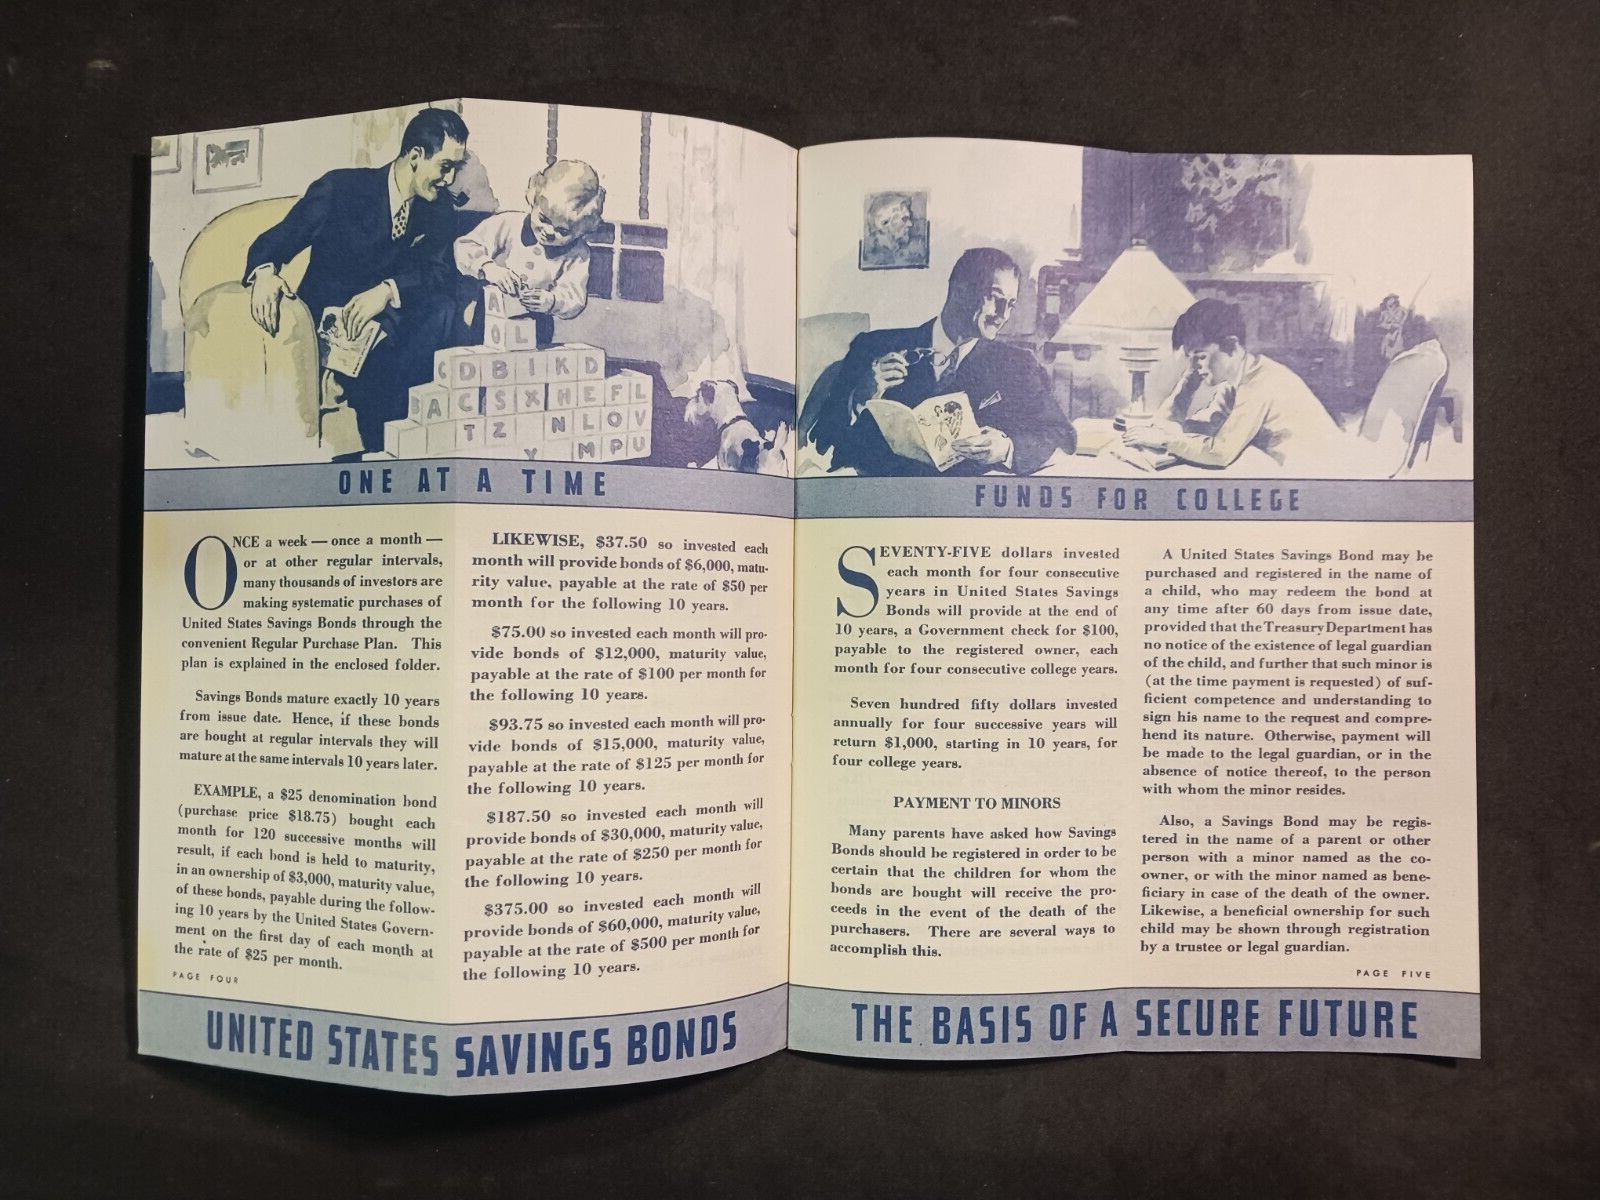 A
O L
C D B I K D
B A C S X H E F L
T Z N L O V
Y M P U
ONE AT A TIME
ONCE a week — once a month —
or at other regular intervals,
many thousands of investors are
making systematic purchases of
United States Savings Bonds through the
convenient Regular Purchase Plan. This
plan is explained in the enclosed folder.
Savings Bonds mature exactly 10 years
from issue date. Hence, if these bonds
are bought at regular intervals they will
mature at the same intervals 10 years later.
EXAMPLE, a $25 denomination bond
(purchase price $18.75) bought each
month for 120 successive months will
result, if each bond is held to maturity,
in an ownership of $3,000, maturity value,
of these bonds, payable during the follow-
ing 10 years by the United States Govern-
ment on the first day of each month at
the rate of $25 per month.
PAGE FOUR
LIKEWISE, $37.50 so invested each
month will provide bonds of $6,000, matu-
rity value, payable at the rate of $50 per
month for the following 10 years.
$75.00 so invested each month will pro-
vide bonds of $12,000, maturity value,
payable at the rate of $100 per month for
the following 10 years.
$93.75 so invested each month will pro-
vide bonds of $15,000, maturity value,
payable at the rate of $125 per month for
the following 10 years.
$187.50 so invested each month will
provide bonds of $30,000, maturity value,
payable at the rate of $250 per month for
the following 10 years.
$375.00 so invested each month will
provide bonds of $60,000, maturity value,
payable at the rate of $500 per month for
the following 10 years.
UNITED STATES SAVINGS BONDS
FUNDS FOR COLLEGE
SEVENTY-FIVE dollars invested
each month for four consecutive
years in United States Savings
Bonds will provide at the end of
10 years, a Government check for $100,
payable to the registered owner, each
month for four consecutive college years.
Seven hundred fifty dollars invested
annually for four successive years will
return $1,000, starting in 10 years, for
four college years.
PAYMENT TO MINORS
Many parents have asked how Savings
Bonds should be registered in order to be
certain that the children for whom the
bonds are bought will receive the pro-
ceeds in the event of the death of the
purchasers. There are several ways to
accomplish this.
A United States Savings Bond may be
purchased and registered in the name of
a child, who may redeem the bond at
any time after 60 days from issue date,
provided that the Treasury Department has
no notice of the existence of legal guardian
of the child, and further that such minor is
(at the time payment is requested) of suf-
ficient competence and understanding to
sign his name to the request and compre-
hend its nature. Otherwise, payment will
be made to the legal guardian, or in the
absence of notice thereof, to the person
with whom the minor resides.
Also, a Savings Bond may be regis-
tered in the name of a parent or other
person with a minor named as the co-
owner, or with the minor named as bene-
ficiary in case of the death of the owner.
Likewise, a beneficial ownership for such
child may be shown through registration
by a trustee or legal guardian.
PAGE FIVE
THE BASIS OF A SECURE FUTURE